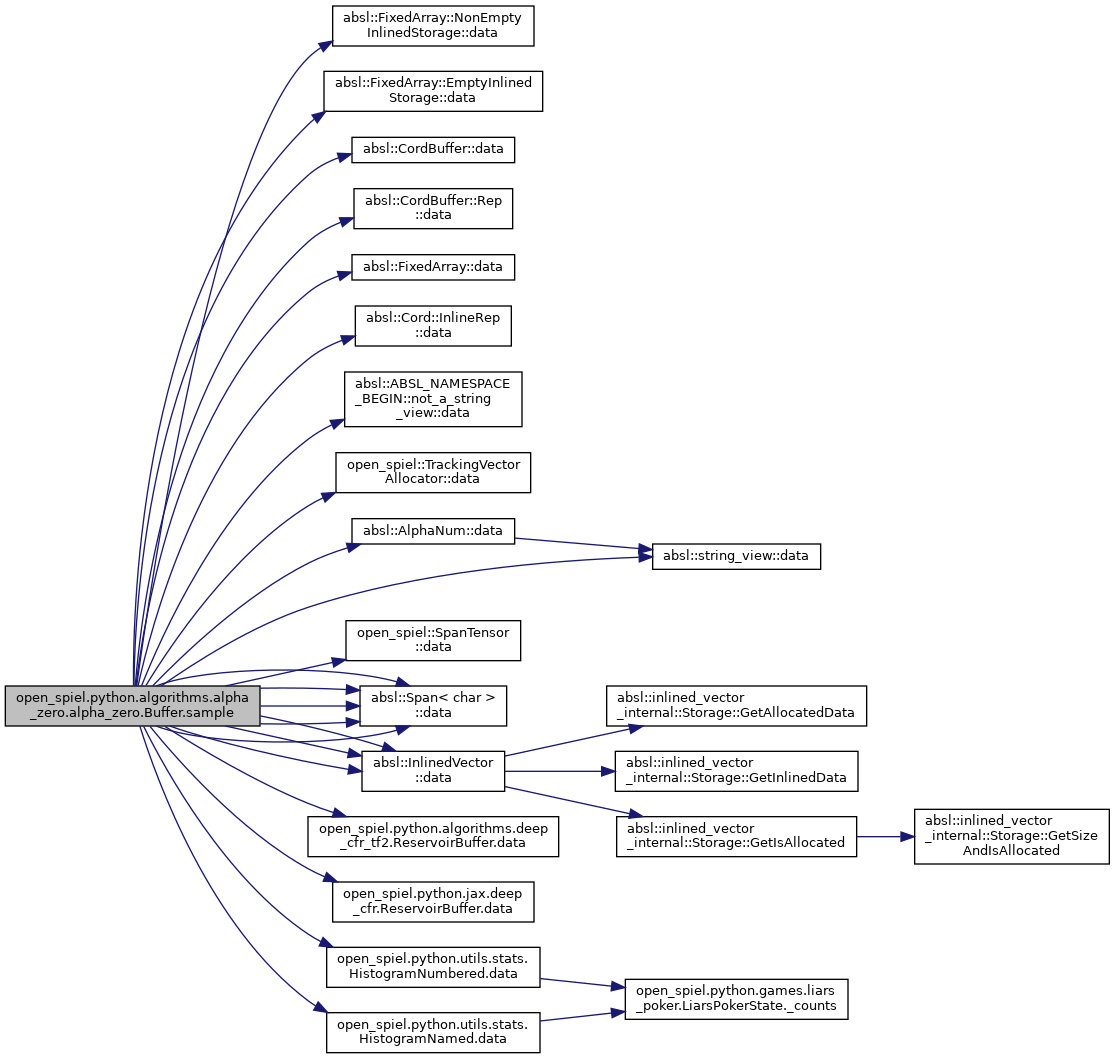 absl::FixedArray::NonEmpty
InlinedStorage::data
absl::FixedArray::EmptyInlined
Storage::data
absl::CordBuffer::data
absl::CordBuffer::Rep
::data
absl::FixedArray::data
absl::Cord::InlineRep
::data
absl::ABSL_NAMESPACE
_BEGIN::not_a_string
_view::data
open_spiel::TrackingVector
Allocator::data
absl::AlphaNum::data
absl::string_view::data
open_spiel::SpanTensor
::data
open_spiel.python.algorithms.alpha
_zero.alpha_zero.Buffer.sample
absl::Span< char >
::data
absl::inlined_vector
_internal::Storage::GetAllocatedData
absl::InlinedVector
::data
absl::inlined_vector
_internal::Storage::GetInlinedData
open_spiel.python.algorithms.deep
_cfr_tf2.ReservoirBuffer.data
absl::inlined_vector
_internal::Storage::GetIsAllocated
absl::inlined_vector
_internal::Storage::GetSize
AndIsAllocated
open_spiel.python.jax.deep
_cfr.ReservoirBuffer.data
open_spiel.python.utils.stats.
HistogramNumbered.data
open_spiel.python.games.liars
_poker.LiarsPokerState._counts
open_spiel.python.utils.stats.
HistogramNamed.data